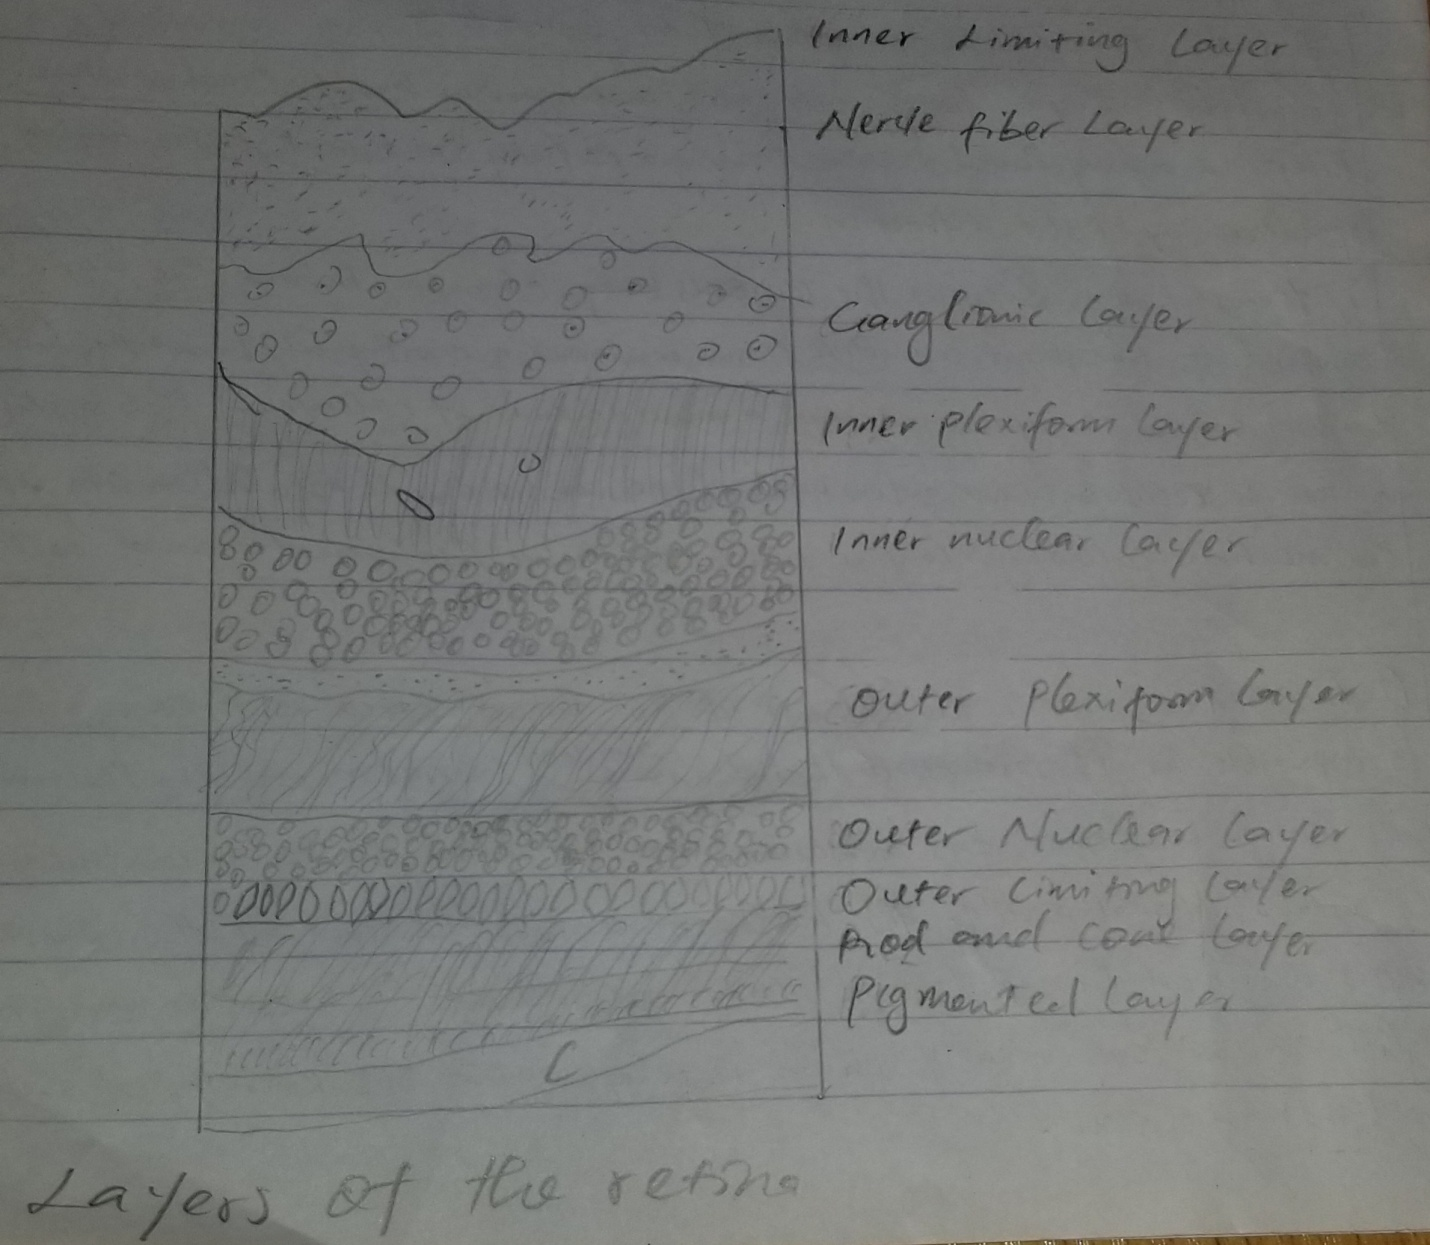 Inner Limiting Layer
Nerve fiber Layer
Ganglionic Layer
Inner plexiform Layer
Inner nuclear Layer
Outer Plexiform Layer
Outer Nuclear Layer
Outer Limiting Layer
Rod and cone Layer
Pigmented Layer
C
Layers of the retina